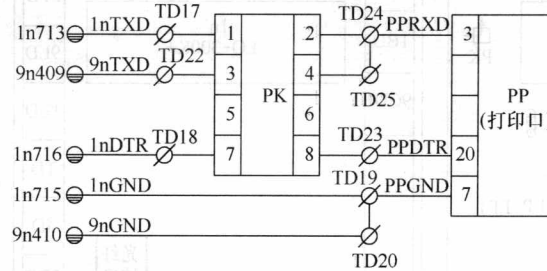 TD17 TD24
1n713 1nTXD 1 2 PPRXD 3
TD22
9n409 9nTXD 3 4
TD25
PK PP
5 6 (打印口)
TD18 TD23
1n716 1nDTR 7 8 PPDTR 20
TD19
1n715 1nGND PPGND 7
9n410 9nGND
TD20